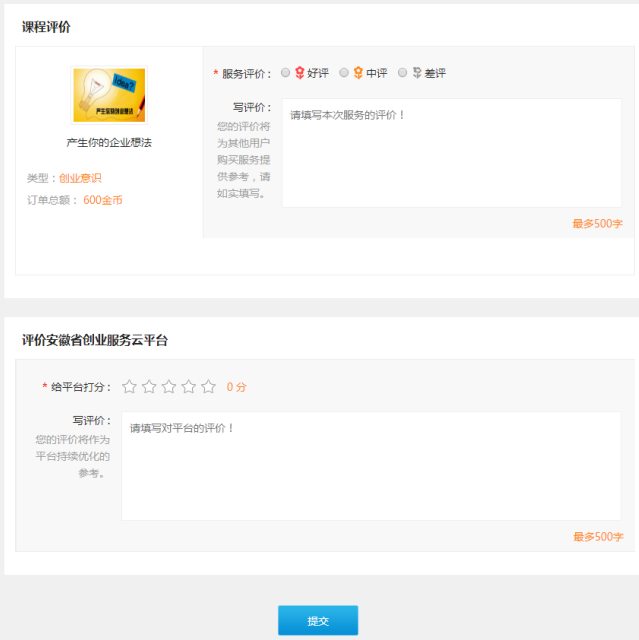 课程评价
* 服务评价： 好评 中评 差评
idea?
产生你的企业想法
产生你的企业想法
类型：创业意识
订单总额： 600金币
写评价：
您的评价将
为其他用户
购买服务提
供参考，请
如实填写。
请填写本次服务的评价！
最多500字
评价安徽省创业服务云平台
* 给平台打分： 0 分
写评价：
您的评价将作为
平台持续优化的
参考。
请填写对平台的评价！
最多500字
提交